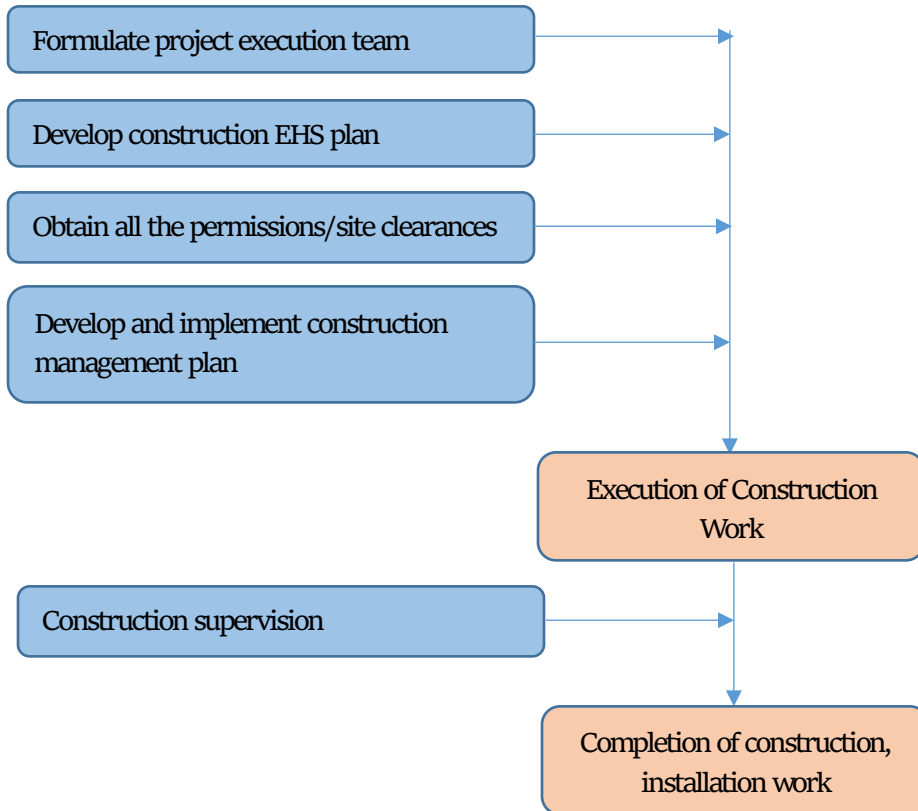 Formulate project execution team
Develop construction EHS plan
Obtain all the permissions/site clearances
Develop and implement construction
management plan
Execution of Construction
Work
Construction supervision
Completion of construction,
installation work